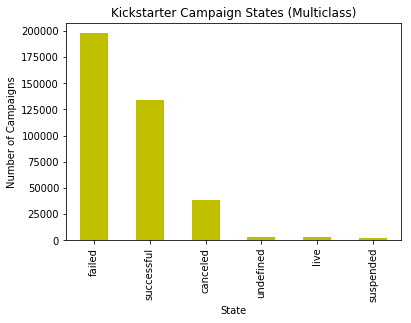 Kickstarter Campaign States (Multiclass)
200000
175000
150000
125000
100000
75000
50000
25000
0
Number of Campaigns
failed
successful
canceled
undefined
live
suspended
State